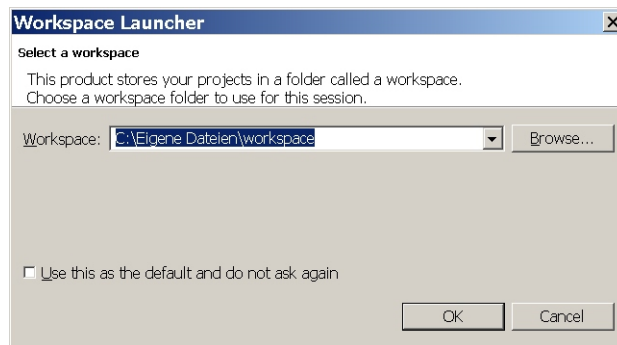 Workspace Launcher
Select a workspace
This product stores your projects in a folder called a workspace.
Choose a workspace folder to use for this session.
Workspace: C:\Eigene Dateien\workspace Browse...
Use this as the default and do not ask again
OK Cancel